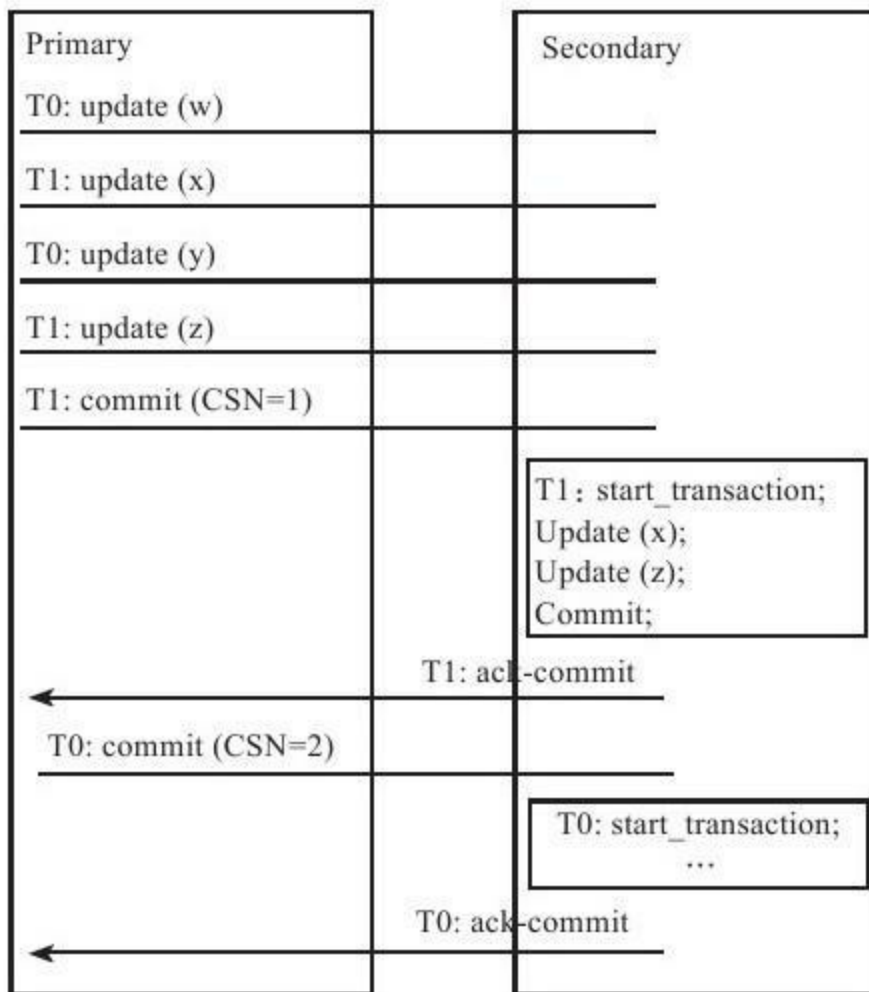 Primary
Secondary
T0: update (w)
T1: update (x)
T0: update (y)
T1: update (z)
T1: commit (CSN=1)
T1：start_transaction;
Update (x);
Update (z);
Commit;
T1: ack-commit
T0: commit (CSN=2)
T0: start_transaction;
…
T0: ack-commit